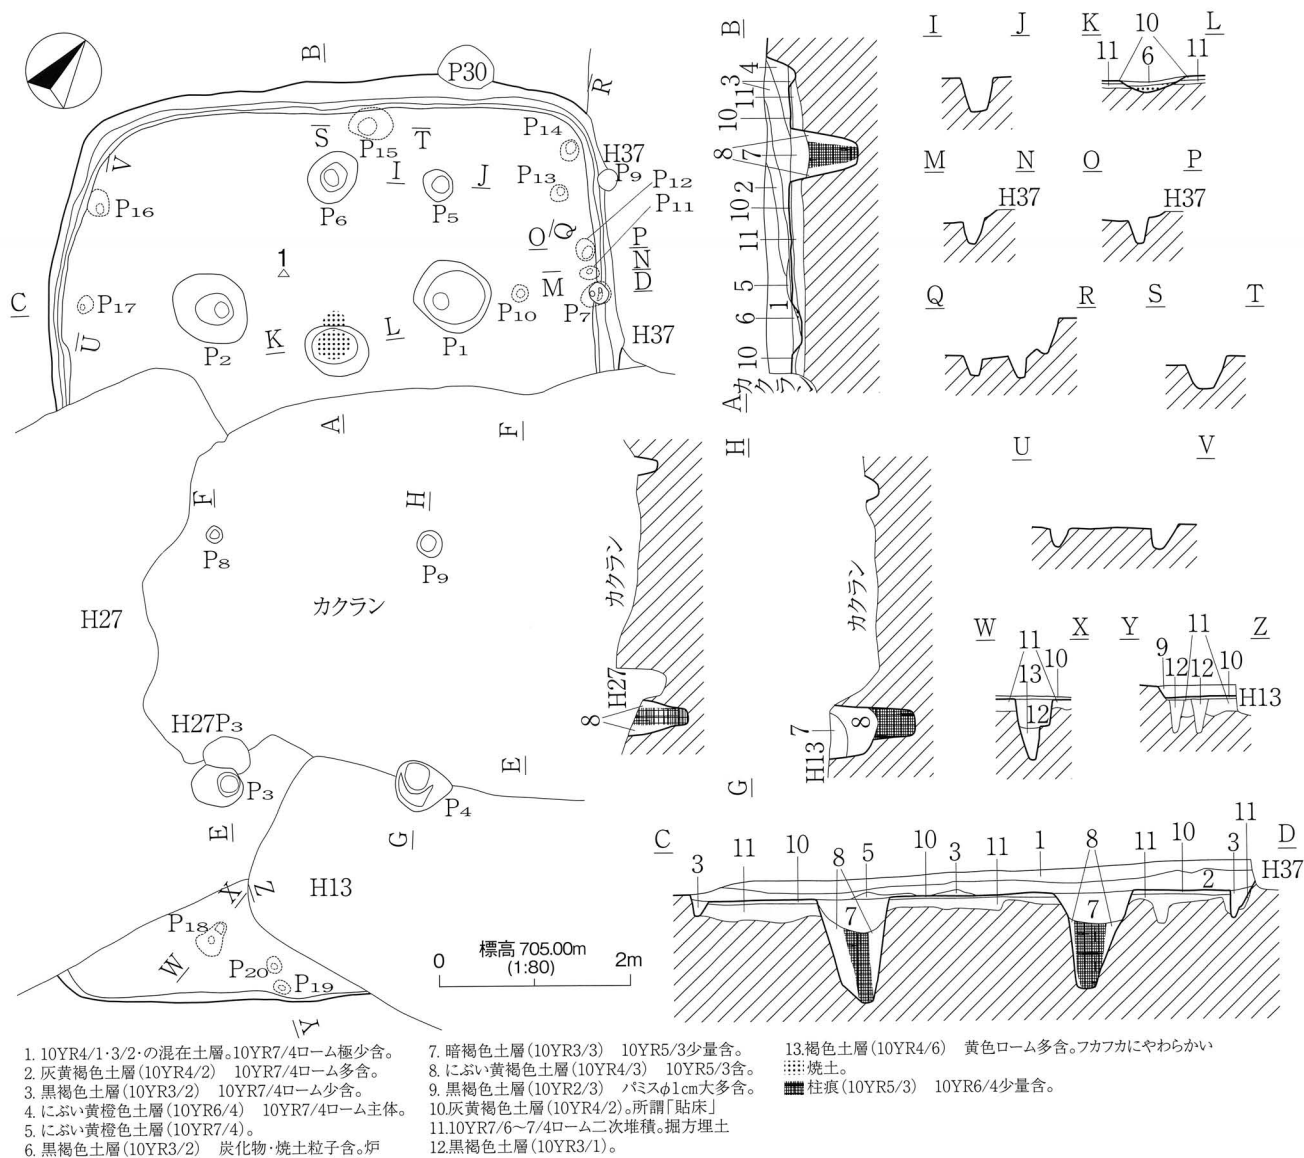 B
P30
R
S
T
P15
P14
H37
P9
V
I
J
P13
P12
P11
P16
P6
P5
O
Q
P
N
D
1
M
C
P17
P10
P7
U
P2
K
L
P1
H37
A
F
F
H
P8
P9
カクラン
H27
H27P3
P3
P4
E
E
G
X
Z
H13
P18
W
P20
P19
Y
標高 705.00m
(1:80)
0
2m
B
4
3
11
10
8
7
2
10
11
5
1
6
10
カクラン
A
カクラン
H27
8
H
カクラン
7
8
H13
G
I
J
K
10
L
11
6
11
M
N
O
P
H37
H37
Q
R
S
T
U
V
W
11
X
10
13
12
Y
11
Z
9
12
12
10
H13
C
D
3
11
10
8
5
10
3
11
1
8
11
10
3
11
H37
2
7
7
1. 10YR4/1・3/2・の混在土層。10YR7/4ローム極少含。
2. 灰黄褐色土層(10YR4/2) 10YR7/4ローム多含。
3. 黒褐色土層(10YR3/2) 10YR7/4ローム少含。
4. にぶい黄橙色土層(10YR6/4) 10YR7/4ローム主体。
5. にぶい黄橙色土層(10YR7/4)。
6. 黒褐色土層(10YR3/2) 炭化物・焼土粒子含。炉
7. 暗褐色土層(10YR3/3) 10YR5/3少量含。
8. にぶい黄褐色土層(10YR4/3) 10YR5/3含。
9. 黒褐色土層(10YR2/3) パミスφ1cm大多含。
10. 灰黄褐色土層(10YR4/2)。所謂「貼床」
11. 10YR7/6～7/4ローム二次堆積。掘方埋土
12. 黒褐色土層(10YR3/1)。
13. 褐色土層(10YR4/6) 黄色ローム多含。フカフカにやわらかい
焼土。
柱痕(10YR5/3) 10YR6/4少量含。